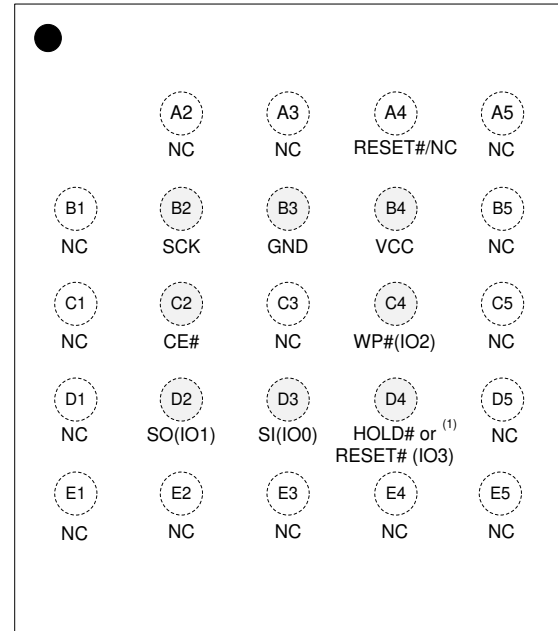 A2 A3 A4 A5
NC NC RESET#/NC NC
B1 B2 B3 B4 B5
NC SCK GND VCC NC
C1 C2 C3 C4 C5
NC CE# NC WP#(IO2) NC
D1 D2 D3 D4 D5
NC SO(IO1) SI(IO0) HOLD# or (1) NC
RESET# (IO3)
E1 E2 E3 E4 E5
NC NC NC NC NC